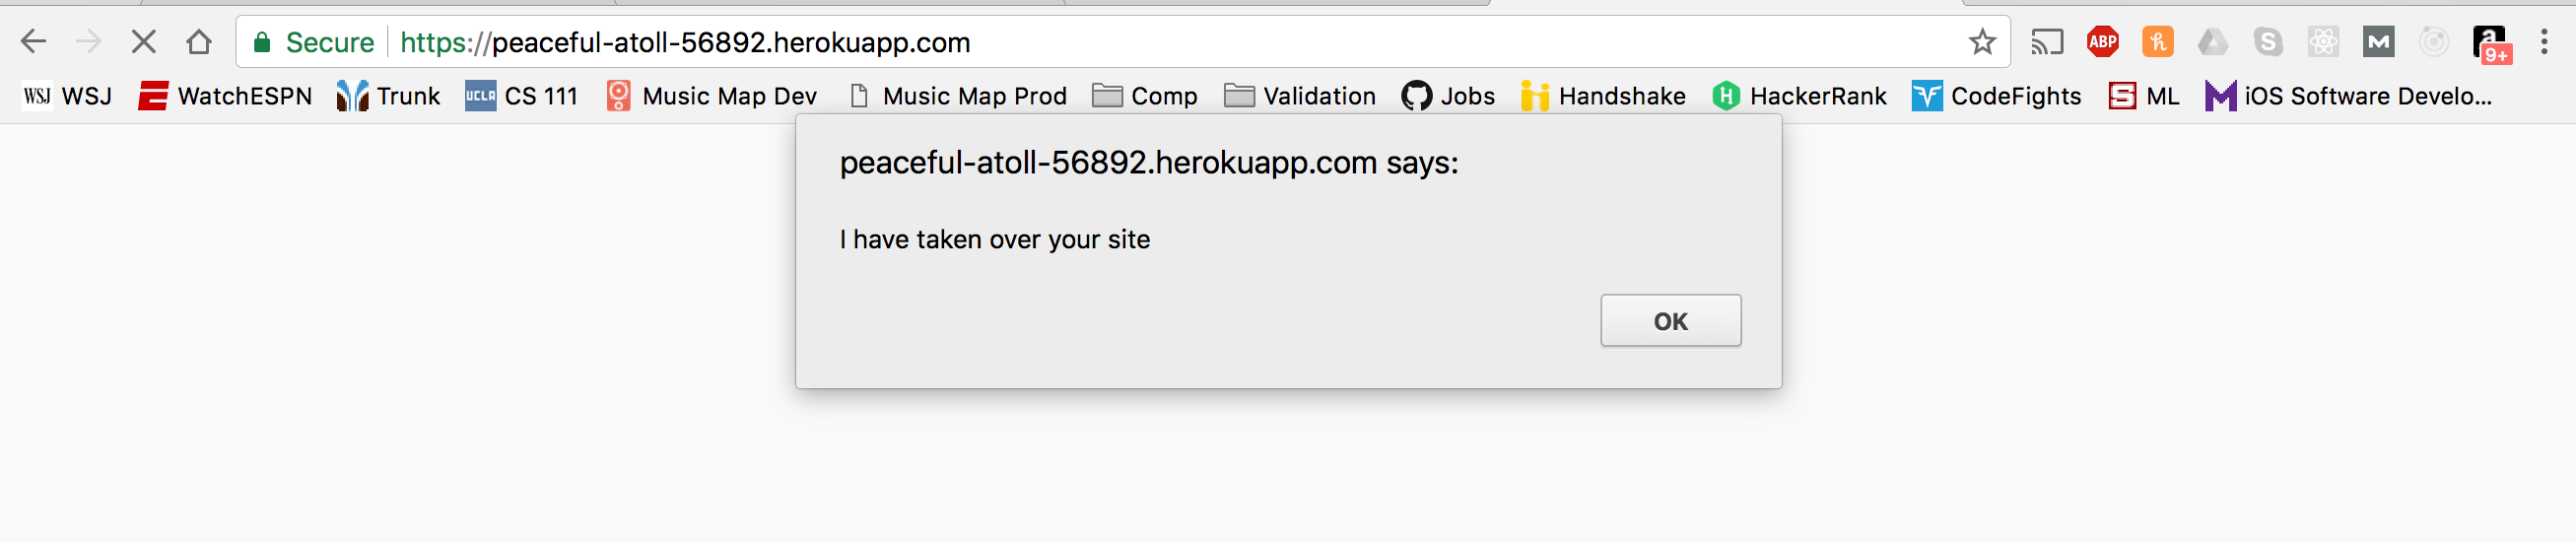 Secure https://peaceful-atoll-56892.herokuapp.com ABP h S M a 9+
WSJ WSJ WatchESPN Trunk UCLA CS 111 Music Map Dev Music Map Prod Comp Validation Jobs Handshake H HackerRank CodeFights S ML M iOS Software Develo...
peaceful-atoll-56892.herokuapp.com says:
I have taken over your site
OK